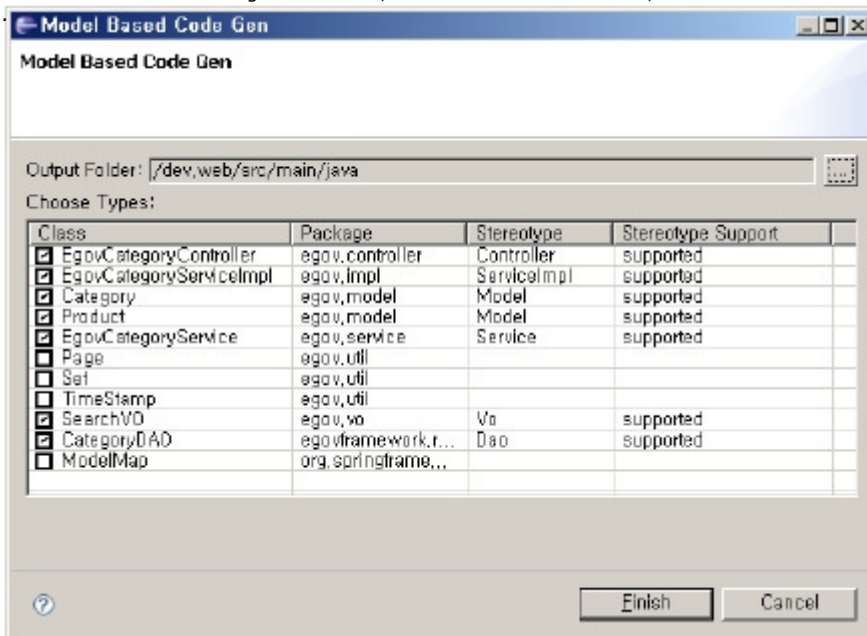 Model Based Code Gen
Model Based Code Gen
Output Folder: /dev.web/src/main/java ...
Choose Types:
Class Package Stereotype Stereotype Support
EgovCategoryController egov.controller Controller supported
EgovCategoryServiceImpl egov.impl ServiceImpl supported
Category egov.model Model supported
Product egov.model Model supported
EgovCategoryService egov.service Service supported
Page egov.util
Set egov.util
TimeStamp egov.util
SearchVO egov.vo Vo supported
CategoryDAO egovframework.r... Dao supported
ModelMap org.springframe...
Finish Cancel